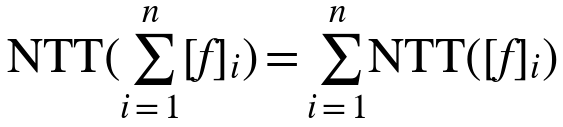 NTT(∑_{i=1}^{n}[f]_i) = ∑_{i=1}^{n}NTT([f]_i)